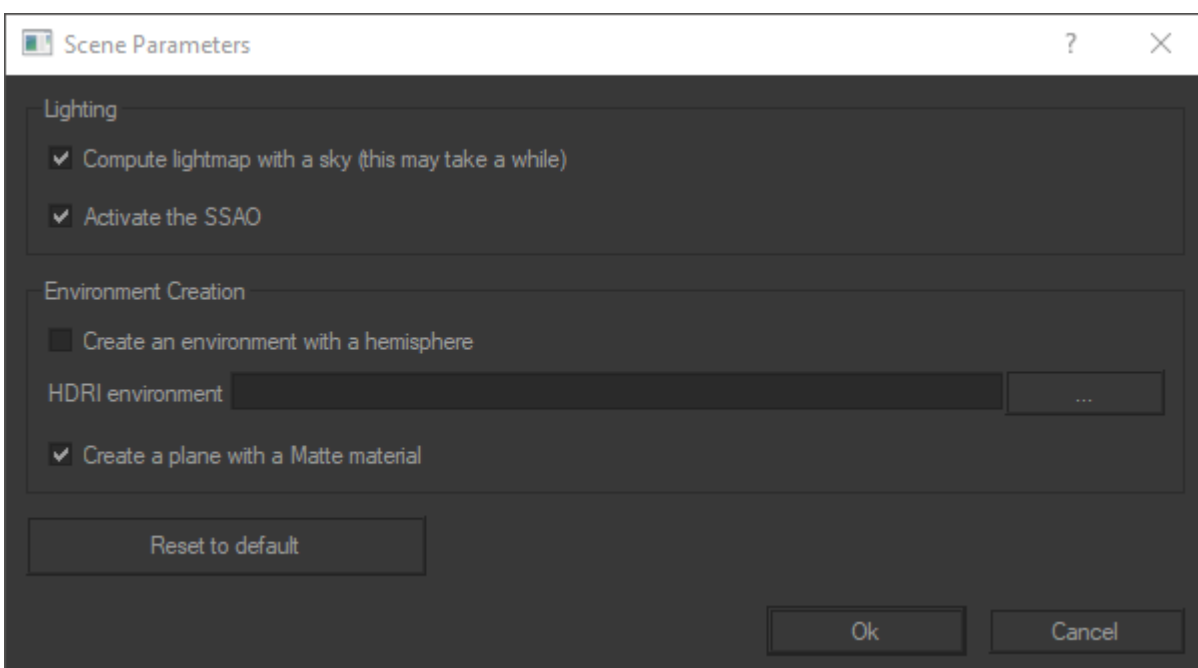 Scene Parameters ?
Lighting
Compute lightmap with a sky (this may take a while)
Activate the SSAO
Environment Creation
Create an environment with a hemisphere
HDRI environment ...
Create a plane with a Matte material
Reset to default
Ok Cancel